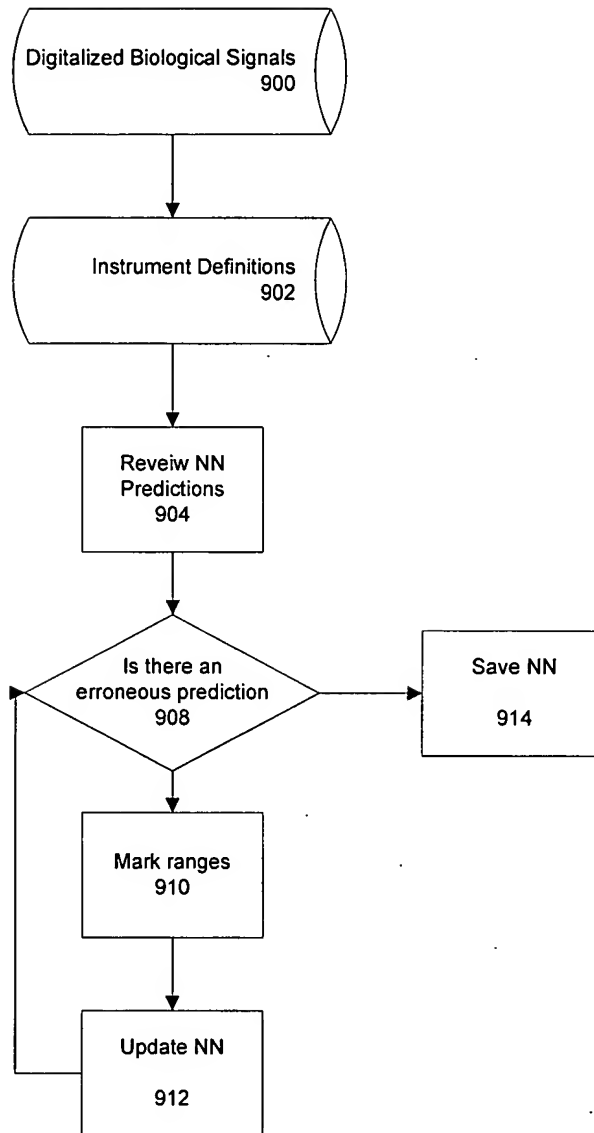 Digitalized Biological Signals
900
Instrument Definitions
902
Reveiw NN
Predictions
904
Is there an
erroneous prediction
908
Save NN
914
Mark ranges
910
Update NN
912